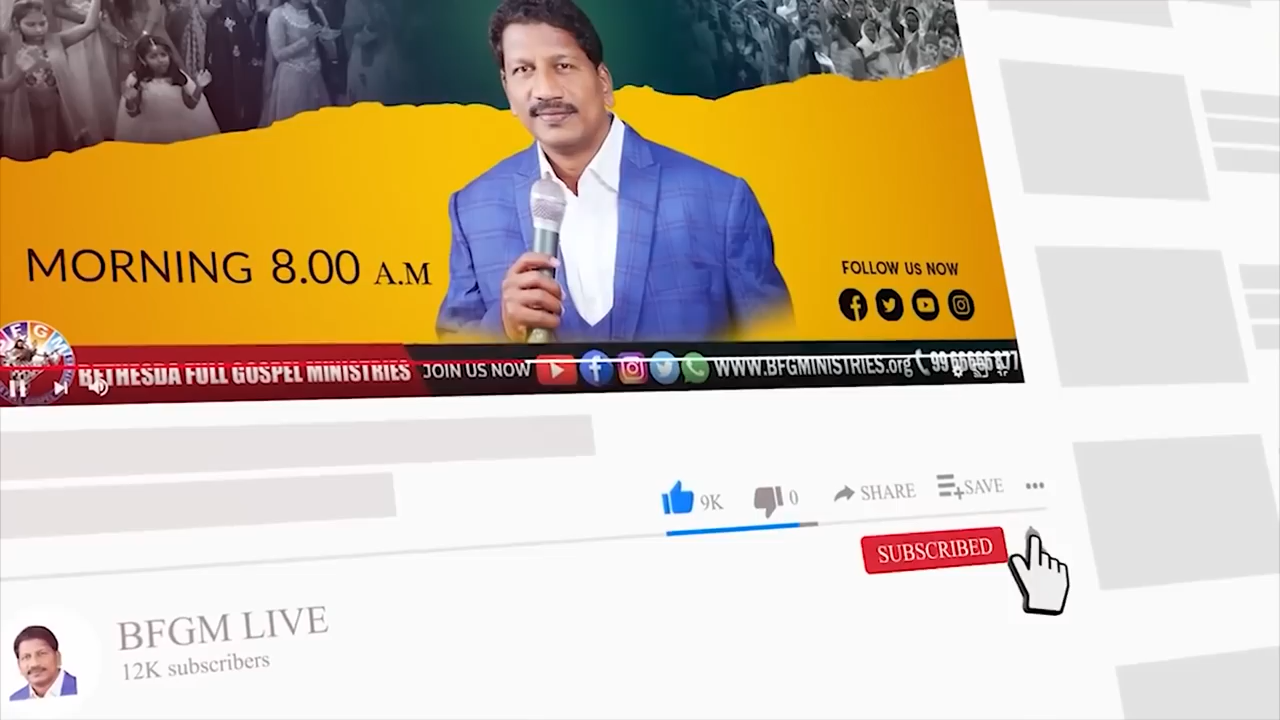 MORNING 8.00 A.M
FOLLOW US NOW
BETHESDA FULL GOSPEL MINISTRIES
JOIN US NOW
WWW.BFGMINISTRIES.org
9K
0
SHARE
SAVE
SUBSCRIBED
BFGM LIVE
12K subscribers